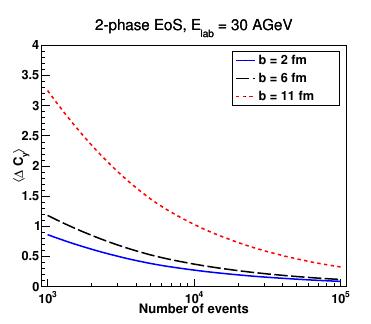 2-phase EoS, E_lab = 30 AGeV
b = 2 fm
b = 6 fm
b = 11 fm
⟨Δ C_γ⟩
4
3.5
3
2.5
2
1.5
1
0.5
0
10³
10⁴
10⁵
Number of events